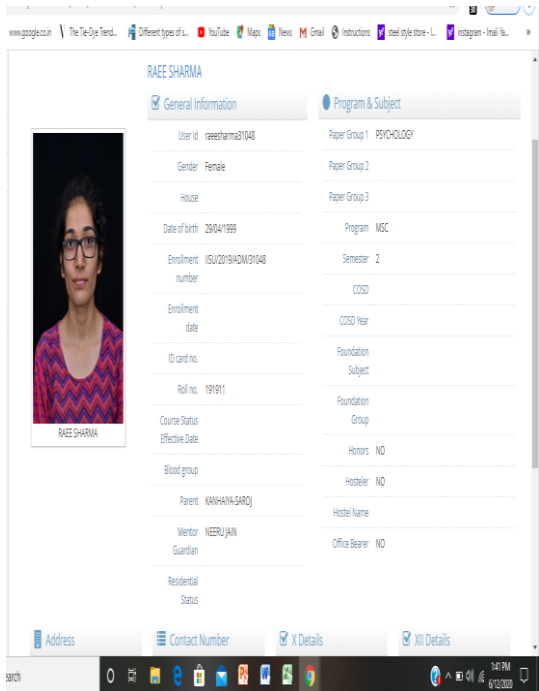 www.google.co.in The Tie-Dye Trend... Different types of s... YouTube Maps News Gmail Instructions steel style store - I... instagram - Imali Ya... »
RAEE SHARMA
General Information
User id raeesharma31048
Gender Female
House
Date of birth 29/04/1999
Enrollment number IISU/2019/ADM/31048
Enrollment date
ID card no.
Roll no. 191911
Course Status Effective Date
Blood group
Parent KANHAIYA-SAROJ
Mentor Guardian NEERU JAIN
Residential Status
RAEE SHARMA
Program & Subject
Paper Group 1 PSYCHOLOGY
Paper Group 2
Paper Group 3
Program MSC
Semester 2
COSD
COSD Year
Foundation Subject
Foundation Group
Honors NO
Hosteler NO
Hostel Name
Office Bearer NO
Address
Contact Number
X Details
XII Details
earch
1:41 PM
6/12/2020